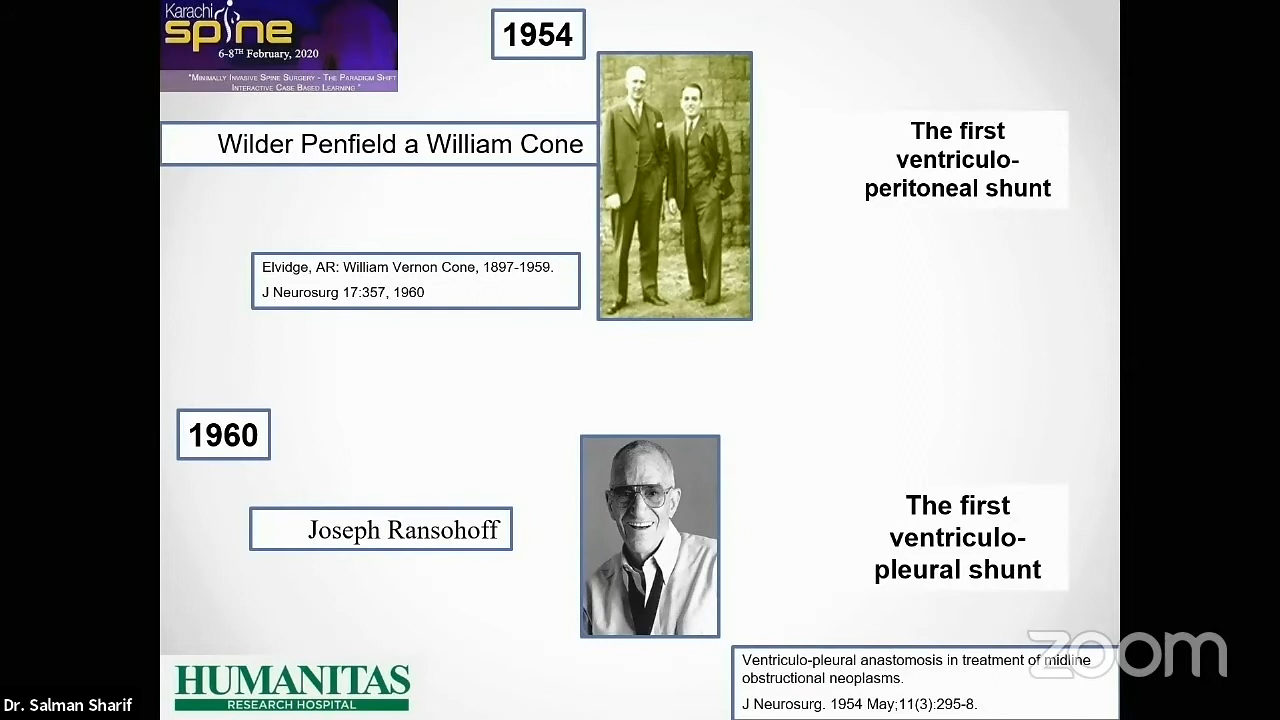 Karachi
spine
6-8TH February, 2020
"Minimally Invasive Spine Surgery - The Paradigm Shift
Interactive Case Based Learning "
1954
Wilder Penfield a William Cone
The first
ventriculo-
peritoneal shunt
Elvidge, AR: William Vernon Cone, 1897-1959.
J Neurosurg 17:357, 1960
1960
Joseph Ransohoff
The first
ventriculo-
pleural shunt
Ventriculo-pleural anastomosis in treatment of midline
obstructional neoplasms.
J Neurosurg. 1954 May;11(3):295-8.
zoom
HUMANITAS
RESEARCH HOSPITAL
Dr. Salman Sharif